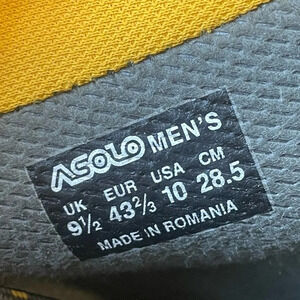 ASOLO MEN'S
UK EUR USA CM
9½ 43⅔ 10 28.5
MADE IN ROMANIA